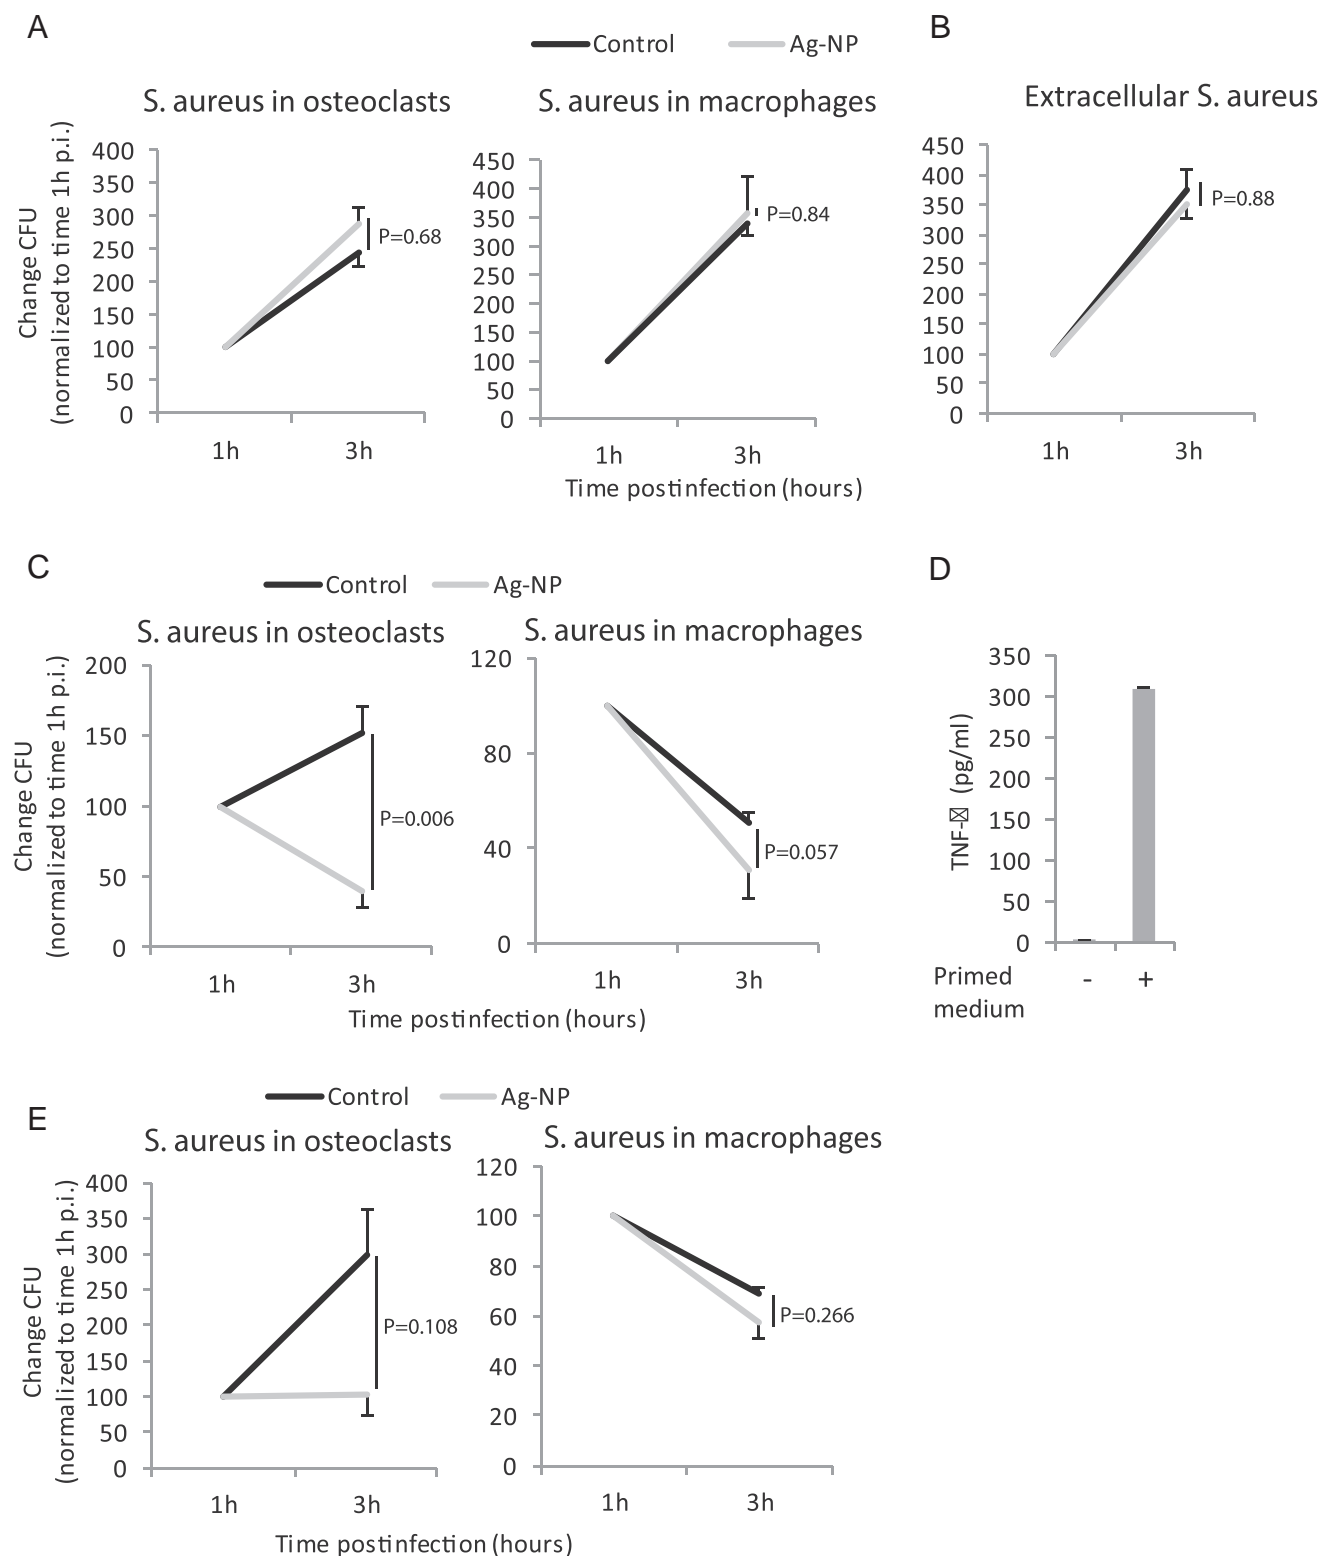 A
Control
Ag-NP
B
S. aureus in osteoclasts
S. aureus in macrophages
Extracellular S. aureus
Change CFU
(normalized to time 1h p.i.)
400
350
300
250
200
150
100
50
0
P=0.68
1h
3h
450
400
350
300
250
200
150
100
50
0
P=0.84
1h
3h
Time postinfection (hours)
450
400
350
300
250
200
150
100
50
0
P=0.88
1h
3h
C
Control
Ag-NP
D
S. aureus in osteoclasts
S. aureus in macrophages
Change CFU
(normalized to time 1h p.i.)
200
150
100
50
0
P=0.006
1h
3h
120
80
40
0
P=0.057
1h
3h
Time postinfection (hours)
TNF- (pg/ml)
350
300
250
200
150
100
50
0
Primed
medium
-
+
Control
Ag-NP
E
S. aureus in osteoclasts
S. aureus in macrophages
Change CFU
(normalized to time 1h p.i.)
400
350
300
250
200
150
100
50
0
P=0.108
1h
3h
120
100
80
60
40
20
0
P=0.266
1h
3h
Time postinfection (hours)